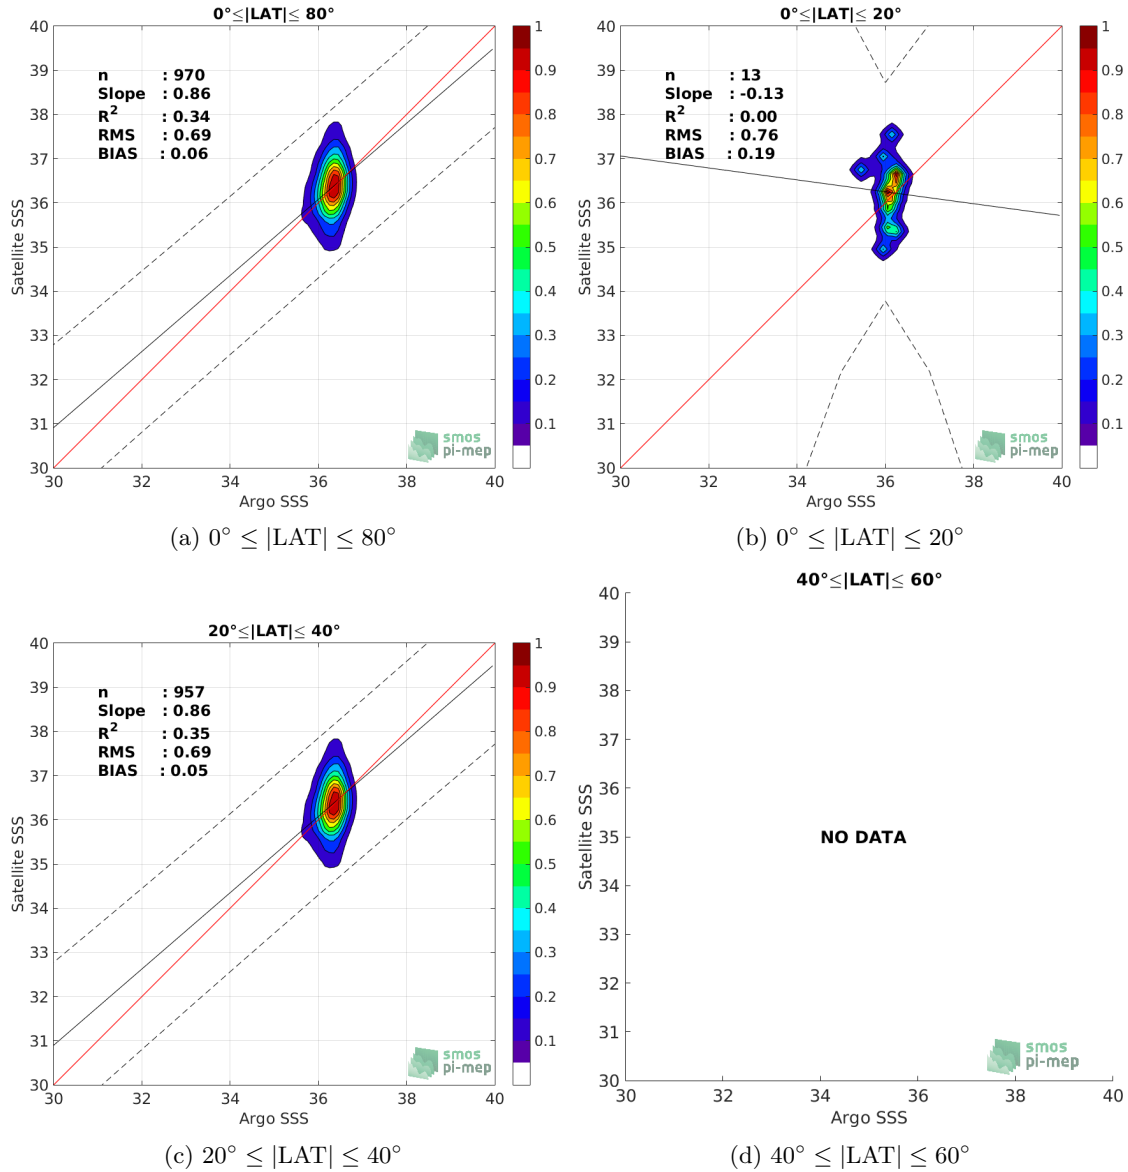 0°≤|LAT|≤ 80°
40
39
38
37
36
35
34
33
32
31
30
Satellite SSS
n : 970
Slope : 0.86
R² : 0.34
RMS : 0.69
BIAS : 0.06
smos
pi-mep
30 32 34 36 38 40
Argo SSS
1
0.9
0.8
0.7
0.6
0.5
0.4
0.3
0.2
0.1
(a) 0° ≤ |LAT| ≤ 80°
0°≤|LAT|≤ 20°
40
39
38
37
36
35
34
33
32
31
30
Satellite SSS
n : 13
Slope : -0.13
R² : 0.00
RMS : 0.76
BIAS : 0.19
smos
pi-mep
30 32 34 36 38 40
Argo SSS
1
0.9
0.8
0.7
0.6
0.5
0.4
0.3
0.2
0.1
(b) 0° ≤ |LAT| ≤ 20°
20°≤|LAT|≤ 40°
40
39
38
37
36
35
34
33
32
31
30
Satellite SSS
n : 957
Slope : 0.86
R² : 0.35
RMS : 0.69
BIAS : 0.05
smos
pi-mep
30 32 34 36 38 40
Argo SSS
1
0.9
0.8
0.7
0.6
0.5
0.4
0.3
0.2
0.1
(c) 20° ≤ |LAT| ≤ 40°
40°≤|LAT|≤ 60°
40
39
38
37
36
35
34
33
32
31
30
Satellite SSS
NO DATA
smos
pi-mep
30 32 34 36 38 40
Argo SSS
(d) 40° ≤ |LAT| ≤ 60°